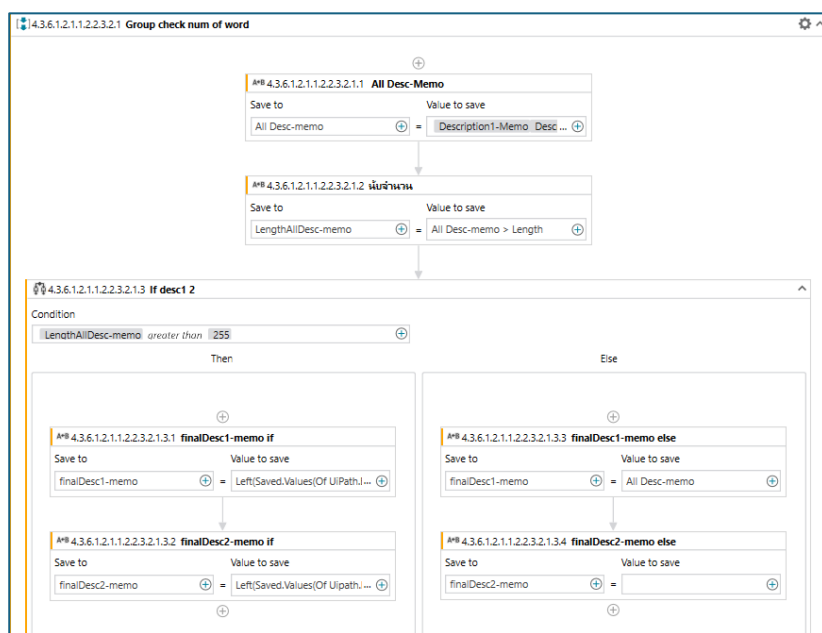 4.3.6.1.2.1.1.2.2.3.2.1 Group check num of word
A*B 4.3.6.1.2.1.1.2.2.3.2.1.1 All Desc-Memo
Save to Value to save
All Desc-memo = Description1-Memo Desc ...
A*B 4.3.6.1.2.1.1.2.2.3.2.1.2 นับจำนวน
Save to Value to save
LengthAllDesc-memo = All Desc-memo > Length
4.3.6.1.2.1.1.2.2.3.2.1.3 If desc1 2
Condition
LengthAllDesc-memo greater than 255
Then Else
A*B 4.3.6.1.2.1.1.2.2.3.2.1.3.1 finalDesc1-memo if
Save to Value to save
finalDesc1-memo = Left(Saved.Values(Of UiPath.I...
A*B 4.3.6.1.2.1.1.2.2.3.2.1.3.2 finalDesc2-memo if
Save to Value to save
finalDesc2-memo = Left(Saved.Values(Of Uipath.I...
A*B 4.3.6.1.2.1.1.2.2.3.2.1.3.3 finalDesc1-memo else
Save to Value to save
finalDesc1-memo = All Desc-memo
A*B 4.3.6.1.2.1.1.2.2.3.2.1.3.4 finalDesc2-memo else
Save to Value to save
finalDesc2-memo =